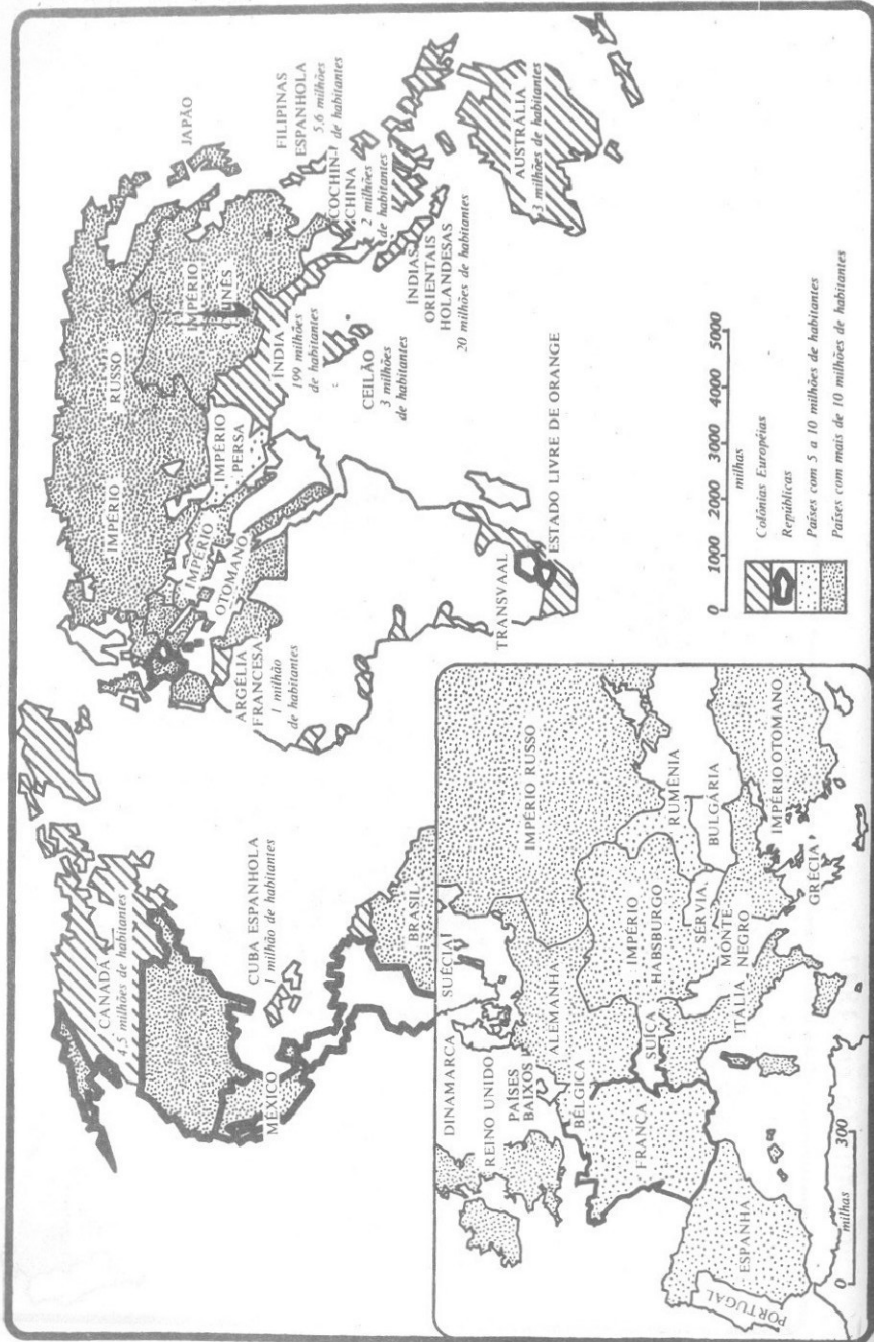 CANADÁ
4,5 milhões de habitantes
MÉXICO
CUBA ESPANHOLA
1 milhão de habitantes
BRASIL
ARGÉLIA
FRANCESA
1 milhão
de habitantes
IMPÉRIO
RUSSO
IMPÉRIO
OTOMANO
IMPÉRIO
PERSA
IMPÉRIO
CHINÊS
JAPÃO
ÍNDIA
199 milhões
de habitantes
CEILÃO
3 milhões
de habitantes
FILIPINAS
ESPANHOLA
5,6 milhões
de habitantes
COCHIN-
CHINA
2 milhões
de habitantes
ÍNDIAS
ORIENTAIS
HOLANDESAS
20 milhões de habitantes
AUSTRÁLIA
3 milhões de habitantes
TRANSVAAL
ESTADO LIVRE DE ORANGE
0 1000 2000 3000 4000 5000
milhas
Colônias Européias
Repúblicas
Países com 5 a 10 milhões de habitantes
Países com mais de 10 milhões de habitantes
DINAMARCA
SUÉCIA
REINO UNIDO
PAÍSES
BAIXOS
BÉLGICA
ALEMANHA
IMPÉRIO RUSSO
FRANÇA
SUÍÇA
IMPÉRIO
HABSBURGO
RUMÊNIA
SÉRVIA
BULGÁRIA
MONTE
NEGRO
ITÁLIA
IMPÉRIO OTOMANO
GRÉCIA
ESPANHA
PORTUGAL
0 300
milhas